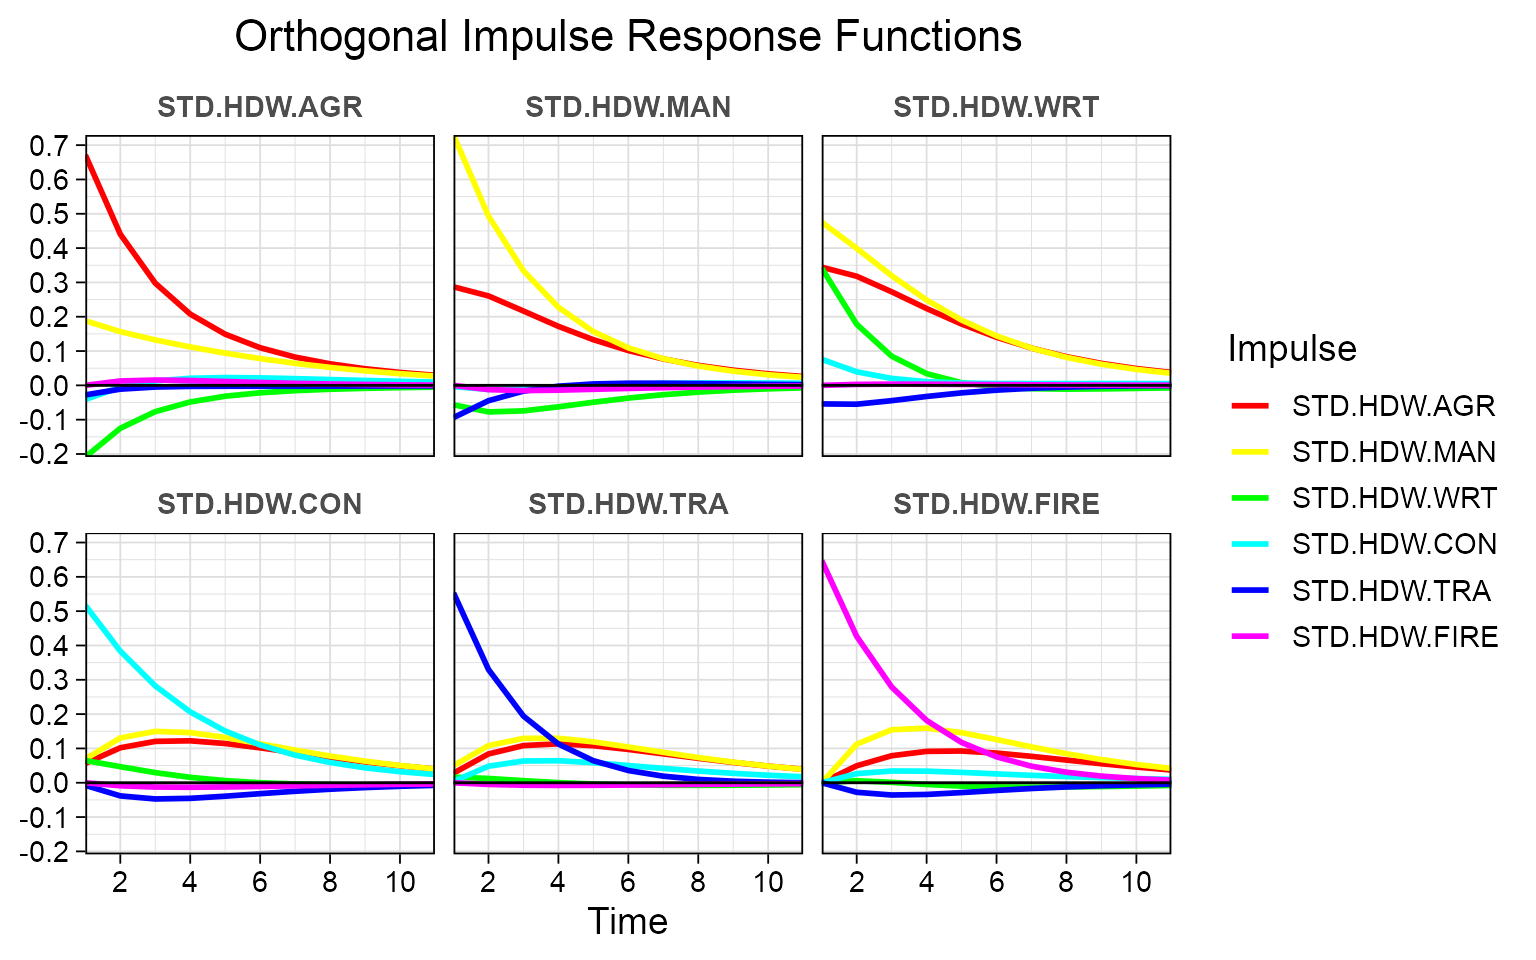 Orthogonal Impulse Response Functions
STD.HDW.AGR STD.HDW.MAN STD.HDW.WRT
0.7
0.6
0.5
0.4
0.3
0.2
0.1
0.0
-0.1
-0.2
STD.HDW.CON STD.HDW.TRA STD.HDW.FIRE
0.7
0.6
0.5
0.4
0.3
0.2
0.1
0.0
-0.1
-0.2
2 4 6 8 10 2 4 6 8 10 2 4 6 8 10
Time
Impulse
STD.HDW.AGR
STD.HDW.MAN
STD.HDW.WRT
STD.HDW.CON
STD.HDW.TRA
STD.HDW.FIRE